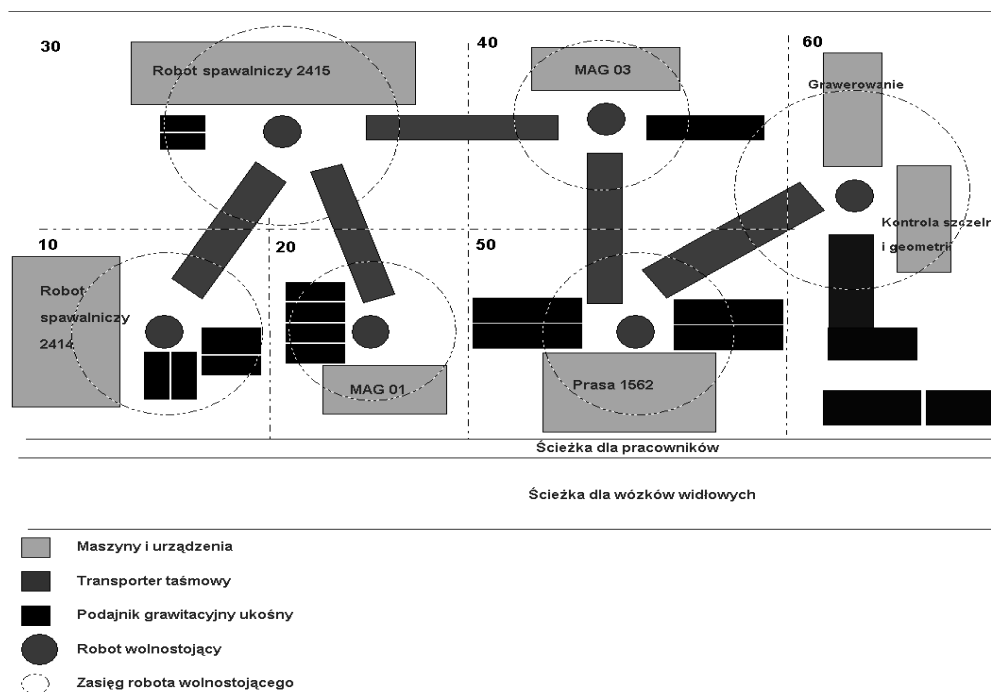 30
40
60
Robot spawalniczy 2415
MAG 03
Grawerowanie
Kontrola szczeln
i geometrii
10
20
50
Robot
spawalniczy
2414
MAG 01
Prasa 1562
Ścieżka dla pracowników
Ścieżka dla wózków widłowych
Maszyny i urządzenia
Transporter taśmowy
Podajnik grawitacyjny ukośny
Robot wolnostojący
Zasięg robota wolnostojącego